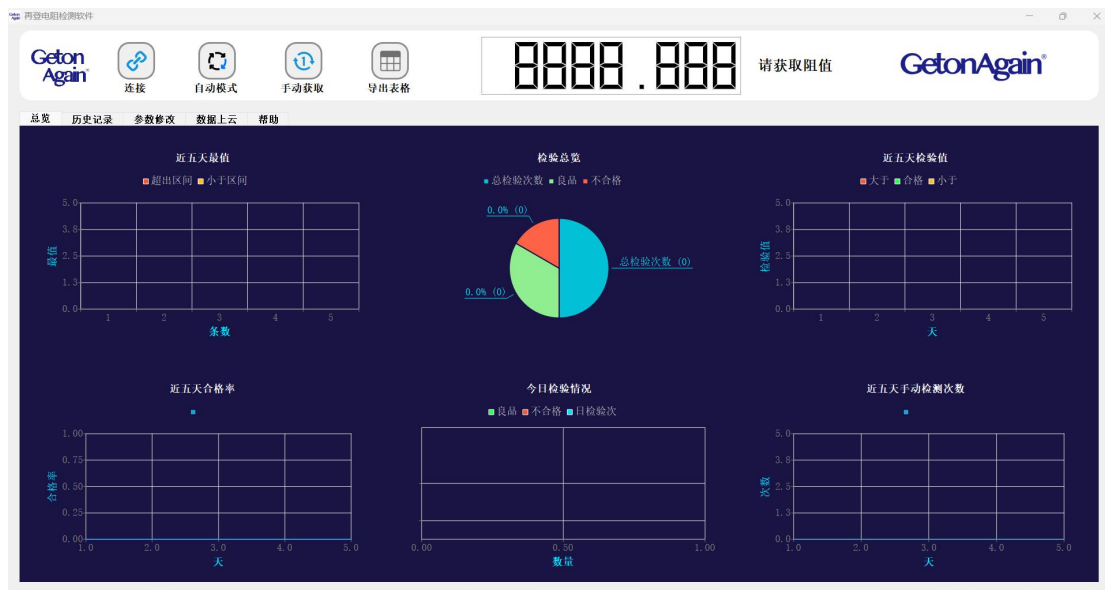 Geton Again 再登电阻检测软件
Geton
Again
连接
自动模式
1
手动获取
导出表格
8888.888
请获取阻值
GetonAgain®
总览 历史记录 参数修改 数据上云 帮助
近五天最值
超出区间 小于区间
5.0
3.8
2.5
1.3
0.0
最值
1 2 3 4 5
条数
检验总览
总检验次数 良品 不合格
0.0% (0)
总检验次数 (0)
0.0% (0)
近五天检验值
大于 合格 小于
5.0
3.8
2.5
1.3
0.0
检验值
1 2 3 4 5
天
近五天合格率
1.00
0.75
0.50
0.25
0.00
合格率
1.0 2.0 3.0 4.0 5.0
天
今日检验情况
良品 不合格 日检验次
0.00 0.50 1.00
数量
近五天手动检测次数
5.0
3.8
2.5
1.3
0.0
次数
1.0 2.0 3.0 4.0 5.0
天